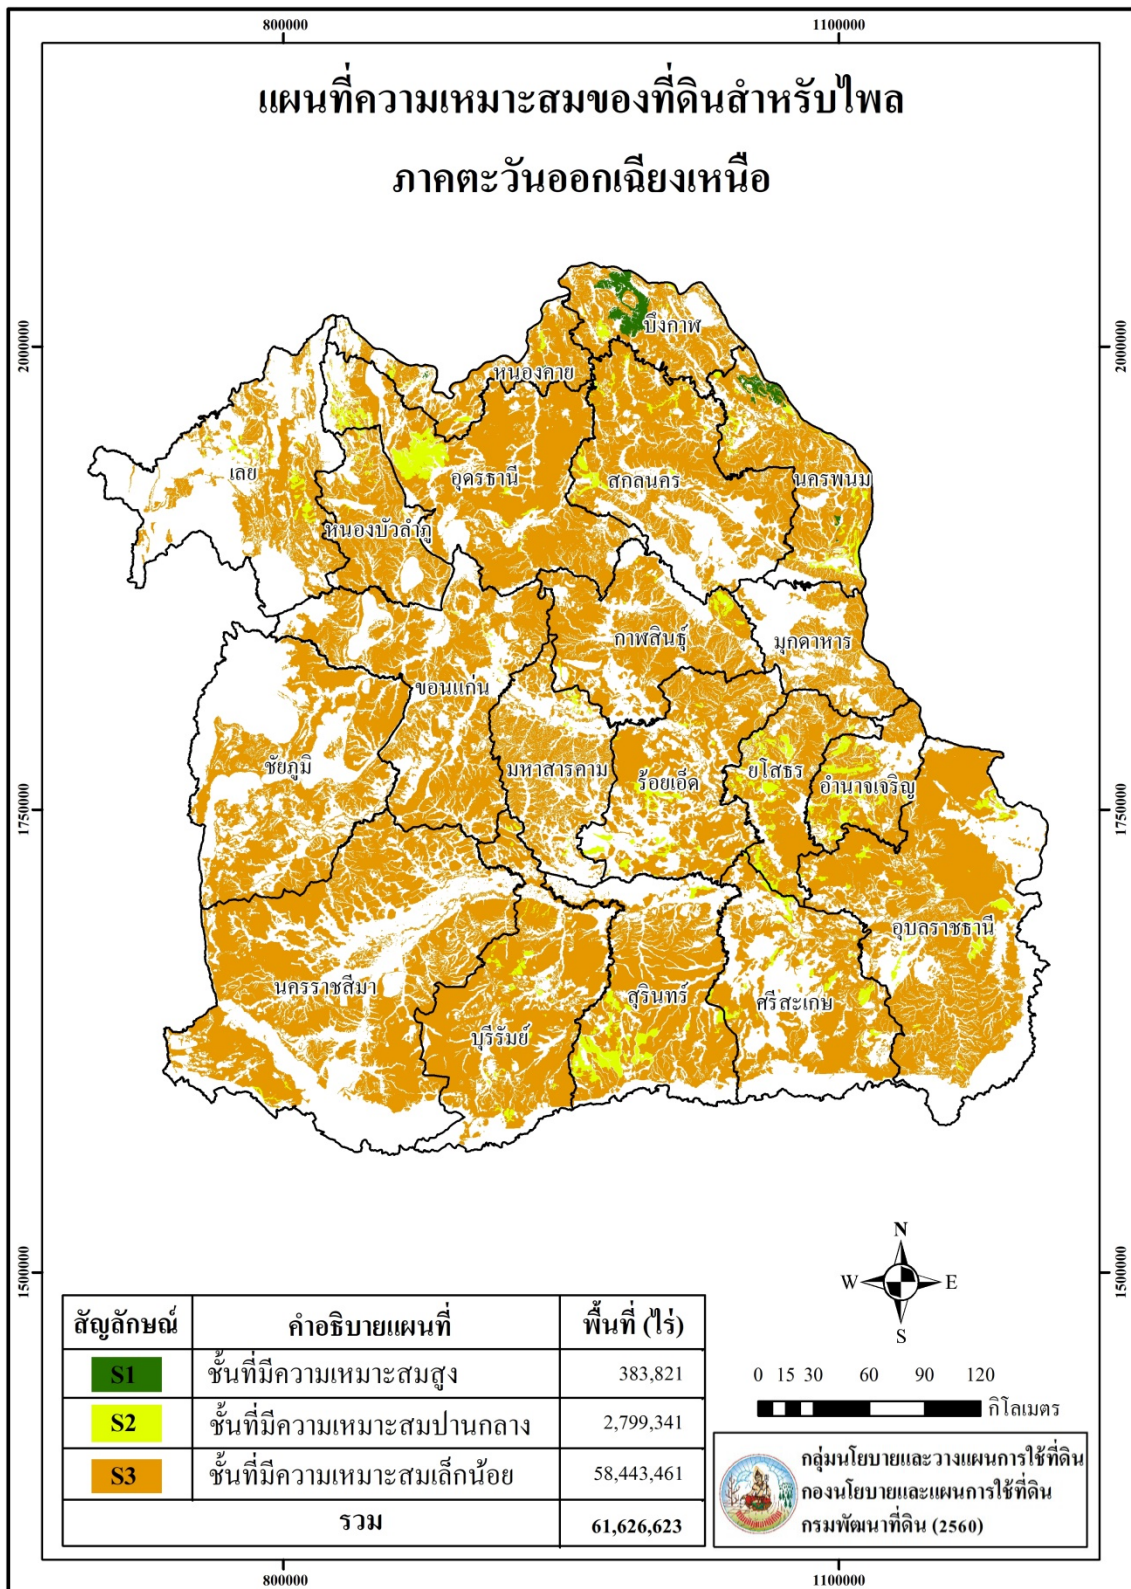 800000 1100000
แผนที่ความเหมาะสมของที่ดินสำหรับไพล
ภาคตะวันออกเฉียงเหนือ
2000000 2000000
บึงกาฬ
หนองคาย
เลย
อุดรธานี
สกลนคร
นครพนม
หนองบัวลำภู
กาฬสินธุ์
มุกดาหาร
ขอนแก่น
ชัยภูมิ
มหาสารคาม
ร้อยเอ็ด
ยโสธร
อำนาจเจริญ
1750000 1750000
อุบลราชธานี
นครราชสีมา
บุรีรัมย์
สุรินทร์
ศรีสะเกษ
1500000 1500000
N
W E
S
สัญลักษณ์ คำอธิบายแผนที่ พื้นที่ (ไร่)
S1 ชั้นที่มีความเหมาะสมสูง 383,821
S2 ชั้นที่มีความเหมาะสมปานกลาง 2,799,341
S3 ชั้นที่มีความเหมาะสมเล็กน้อย 58,443,461
รวม 61,626,623
0 15 30 60 90 120
กิโลเมตร
กลุ่มนโยบายและวางแผนการใช้ที่ดิน
กองนโยบายและแผนการใช้ที่ดิน
กรมพัฒนาที่ดิน (2560)
800000 1100000